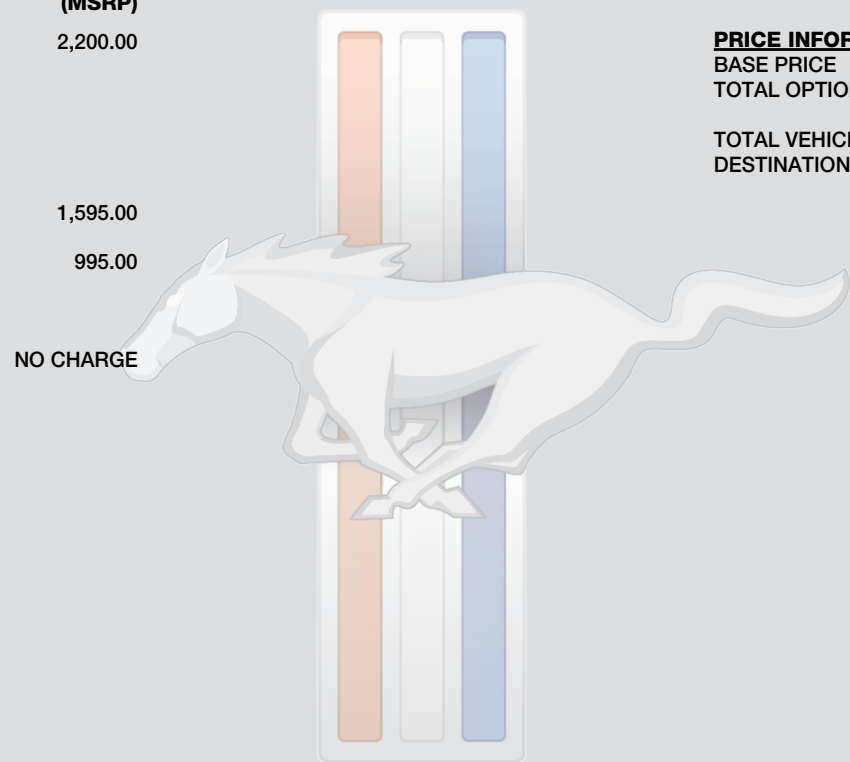 (MSRP)
2,200.00
1,595.00
995.00
NO CHARGE
PRICE INFOR
BASE PRICE
TOTAL OPTIO
TOTAL VEHICL
DESTINATION